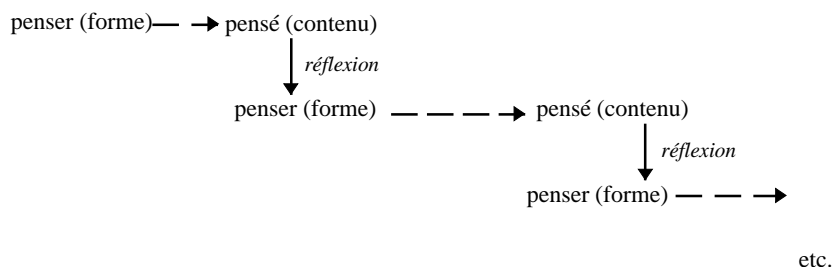 penser (forme) pensé (contenu)
réflexion
penser (forme) pensé (contenu)
réflexion
penser (forme)
etc.